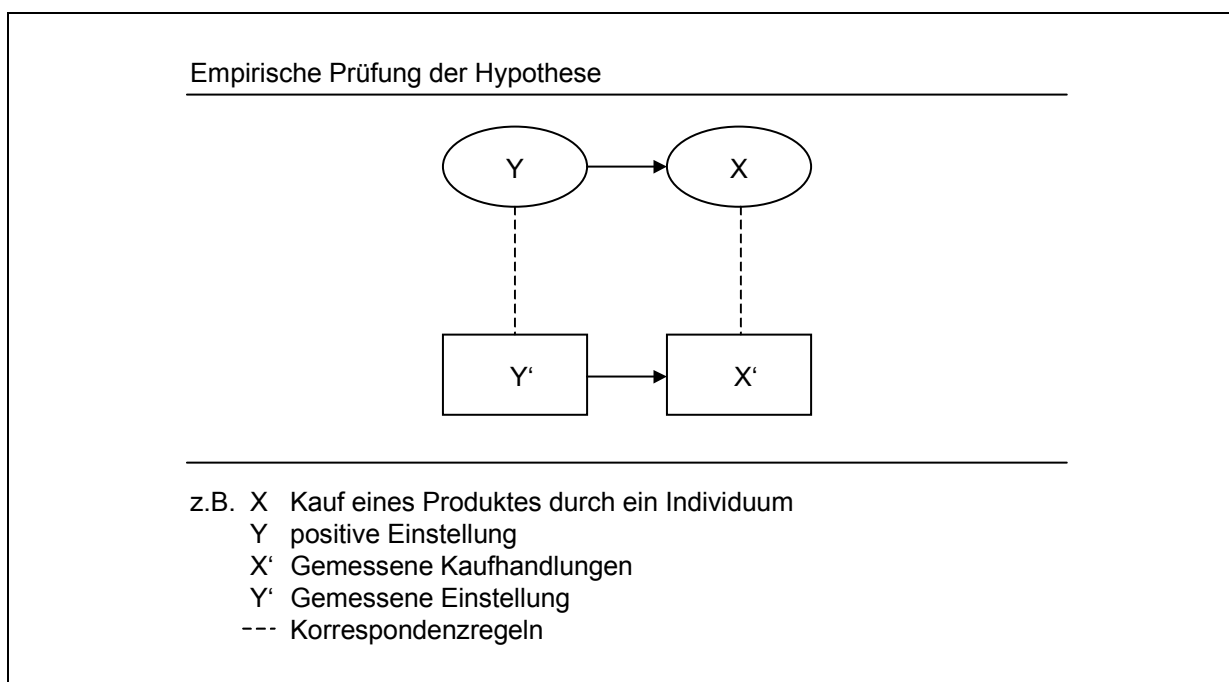 Empirische Prüfung der Hypothese
Y X
Y‘ X‘
z.B. X Kauf eines Produktes durch ein Individuum
Y positive Einstellung
X‘ Gemessene Kaufhandlungen
Y‘ Gemessene Einstellung
--- Korrespondenzregeln